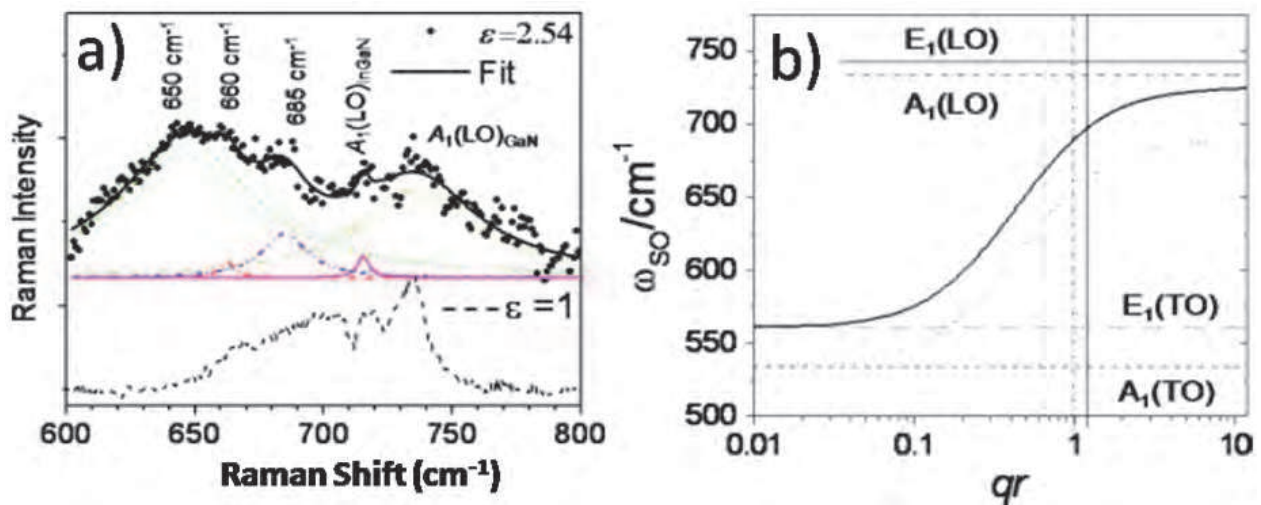 a)
650 cm⁻¹
660 cm⁻¹
685 cm⁻¹
A₁(LO)InGaN
A₁(LO)GaN
ε=2.54
Fit
ε =1
Raman Intensity
600 650 700 750 800
Raman Shift (cm⁻¹)
b)
E₁(LO)
A₁(LO)
E₁(TO)
A₁(TO)
ωSO/cm⁻¹
750
700
650
600
550
500
0.01 0.1 1 10
qr